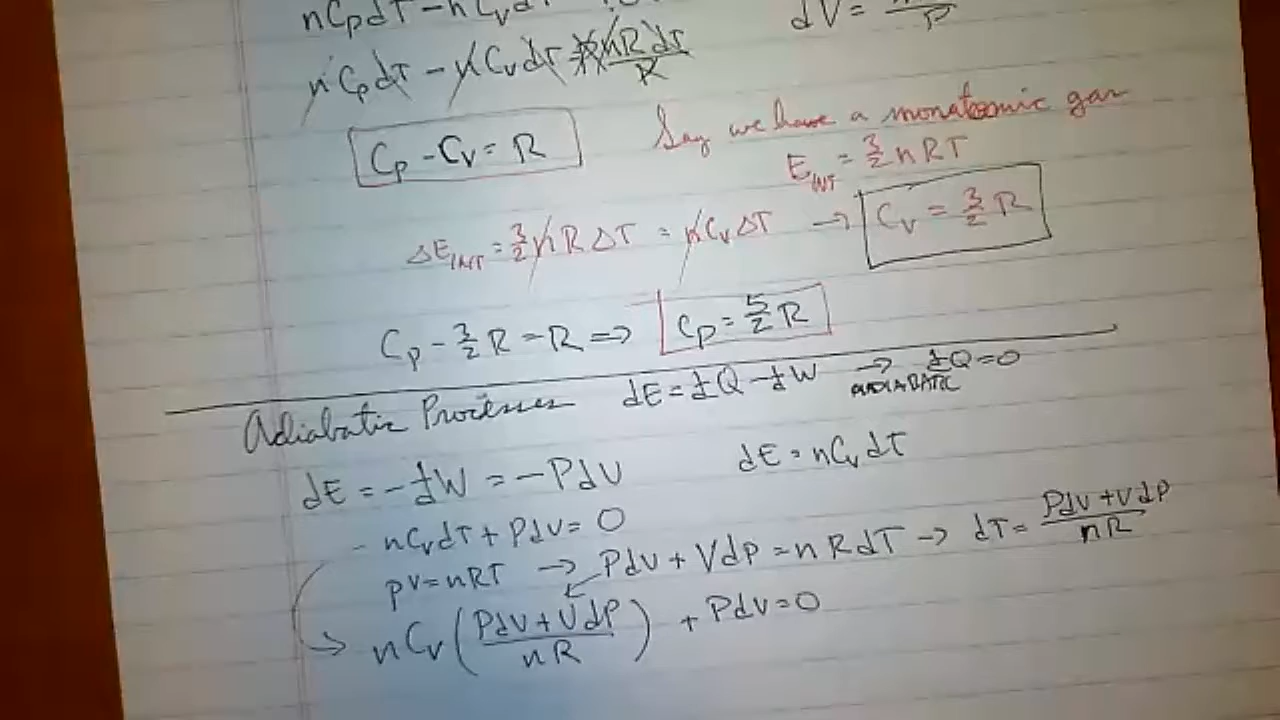 nCpdT - nCvdT
dV =
nCpdT - nCvdT = nRdT
Cp - Cv = R
Say we have a monatomic gas
E_INT = 3/2 nRT
ΔE_INT = 3/2 nRΔT = nCvΔT → Cv = 3/2 R
Cp - 3/2 R = R ⇒ Cp = 5/2 R
Adiabatic Processes dE = đQ - đW → ADIABATIC đQ = 0
dE = -đW = -PdV dE = nCvdT
nCvdT + PdV = 0
PV = nRT → PdV + VdP = nRdT → dT = (PdV + VdP)/nR
→ nCv((PdV + VdP)/nR) + PdV = 0